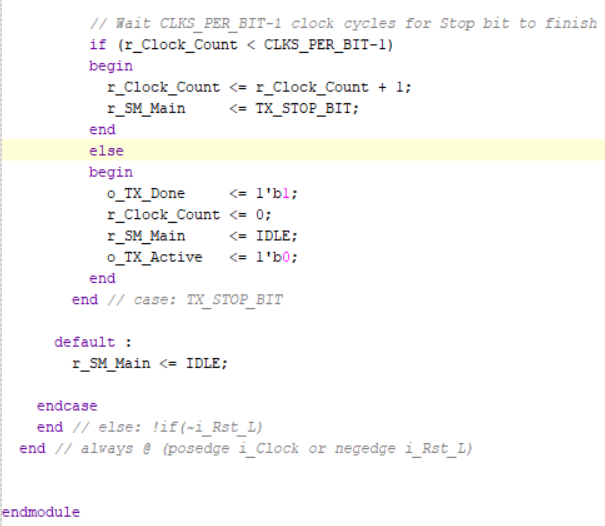 // Wait CLKS_PER_BIT-1 clock cycles for Stop bit to finish
if (r_Clock_Count < CLKS_PER_BIT-1)
begin
r_Clock_Count <= r_Clock_Count + 1;
r_SM_Main <= TX_STOP_BIT;
end
else
begin
o_TX_Done <= 1'b1;
r_Clock_Count <= 0;
r_SM_Main <= IDLE;
o_TX_Active <= 1'b0;
end
end // case: TX_STOP_BIT
default :
r_SM_Main <= IDLE;
endcase
end // else: !if(~i_Rst_L)
end // always @ (posedge i_Clock or negedge i_Rst_L)
endmodule